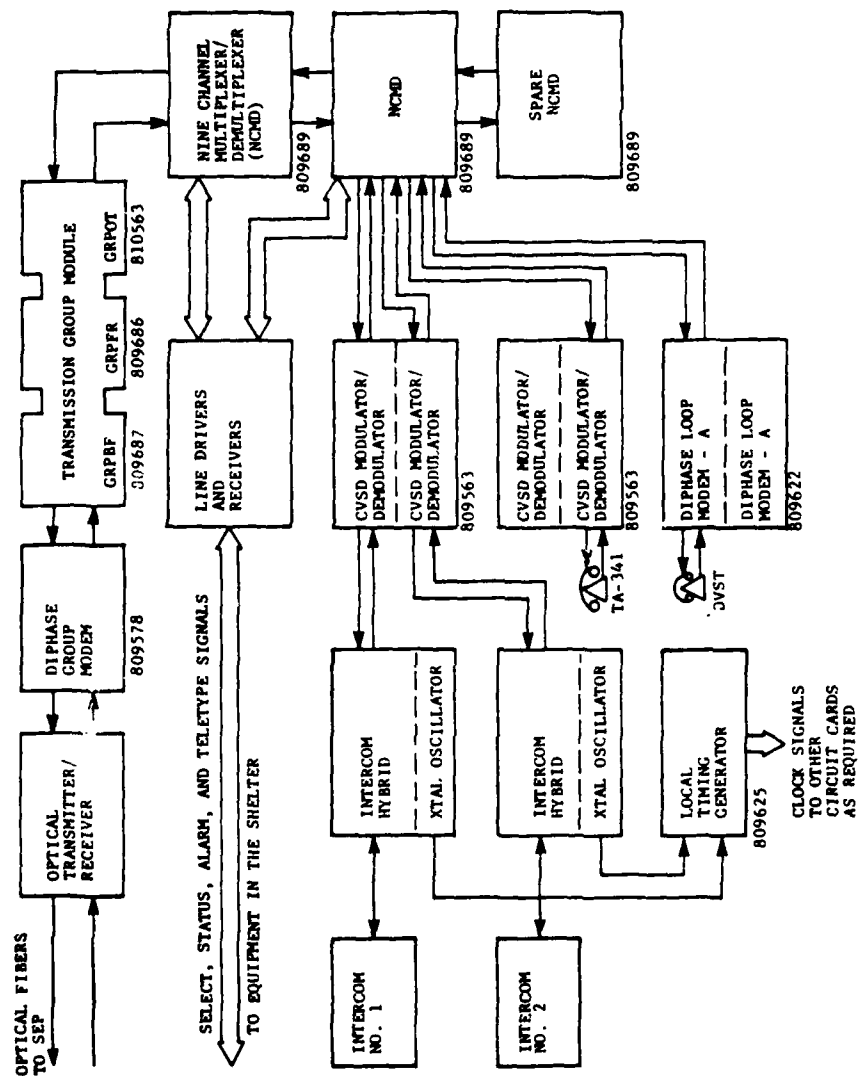 OPTICAL FIBERS
TO SEP
OPTICAL
TRANSMITTER/
RECEIVER
DIPHASE
GROUP
MODEM
809578
TRANSMISSION GROUP MODULE
GRPBF
GRPFR
GRPOT
809687
809686
810563
NINE CHANNEL
MULTIPLEXER/
DEMULTIPLEXER
(NCMD)
809689
SELECT, STATUS, ALARM, AND TELETYPE SIGNALS
TO EQUIPMENT IN THE SHELTER
LINE DRIVERS
AND
RECEIVERS
NCMD
809689
SPARE
NCMD
809689
INTERCOM
NO. 1
INTERCOM
HYBRID
XTAL OSCILLATOR
CVSD MODULATOR/
DEMODULATOR
CVSD MODULATOR/
DEMODULATOR
809563
INTERCOM
NO. 2
INTERCOM
HYBRID
XTAL OSCILLATOR
CVSD MODULATOR/
DEMODULATOR
CVSD MODULATOR/
DEMODULATOR
809563
TA-341
LOCAL
TIMING
GENERATOR
809625
CLOCK SIGNALS
TO OTHER
CIRCUIT CARDS
AS REQUIRED
DIPHASE LOOP
MODEM - A
DIPHASE LOOP
MODEM - A
809622